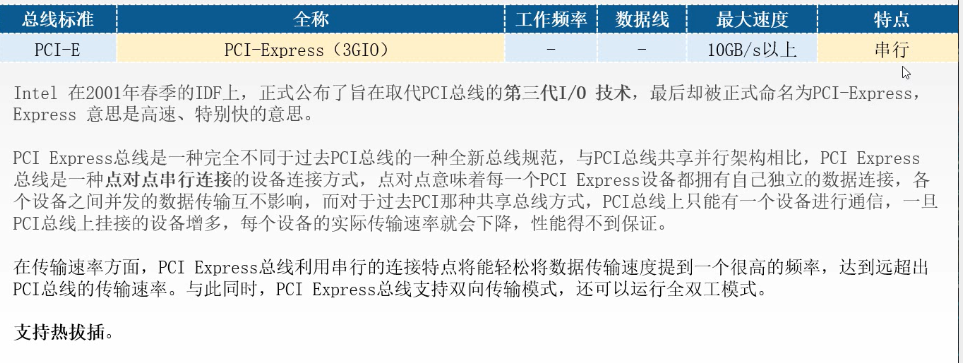 总线标准 全称 工作频率 数据线 最大速度 特点
PCI-E PCI-Express（3GIO） - - 10GB/s以上 串行
Intel 在2001年春季的IDF上，正式公布了旨在取代PCI总线的第三代I/O 技术，最后却被正式命名为PCI-Express，
Express 意思是高速、特别快的意思。
PCI Express总线是一种完全不同于过去PCI总线的一种全新总线规范，与PCI总线共享并行架构相比，PCI Express
总线是一种点对点串行连接的设备连接方式，点对点意味着每一个PCI Express设备都拥有自己独立的数据连接，各
个设备之间并发的数据传输互不影响，而对于过去PCI那种共享总线方式，PCI总线上只能有一个设备进行通信，一旦
PCI总线上挂接的设备增多，每个设备的实际传输速率就会下降，性能得不到保证。
在传输速率方面，PCI Express总线利用串行的连接特点将能轻松将数据传输速度提到一个很高的频率，达到远超出
PCI总线的传输速率。与此同时，PCI Express总线支持双向传输模式，还可以运行全双工模式。
支持热拔插。